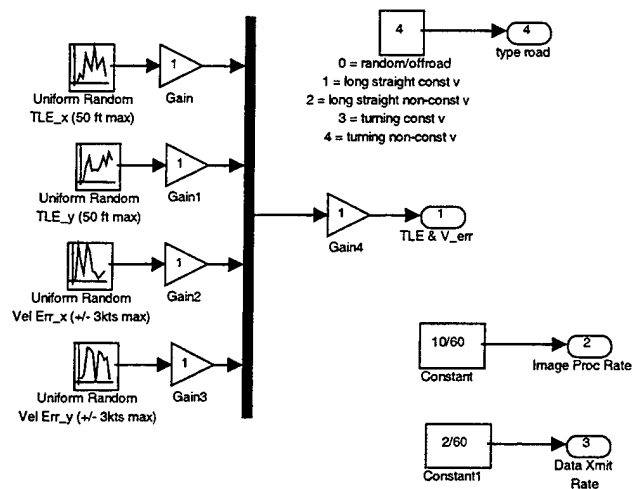 1
Gain
Uniform Random
TLE_x (50 ft max)
1
Gain1
Uniform Random
TLE_y (50 ft max)
1
Gain2
Uniform Random
Vel Err_x (+/- 3kts max)
1
Gain3
Uniform Random
Vel Err_y (+/- 3kts max)
4
4
type road
0 = random/offroad
1 = long straight const v
2 = long straight non-const v
3 = turning const v
4 = turning non-const v
1
Gain4
1
TLE & V_err
10/60
Constant
2
Image Proc Rate
2/60
Constant1
3
Data Xmit
Rate